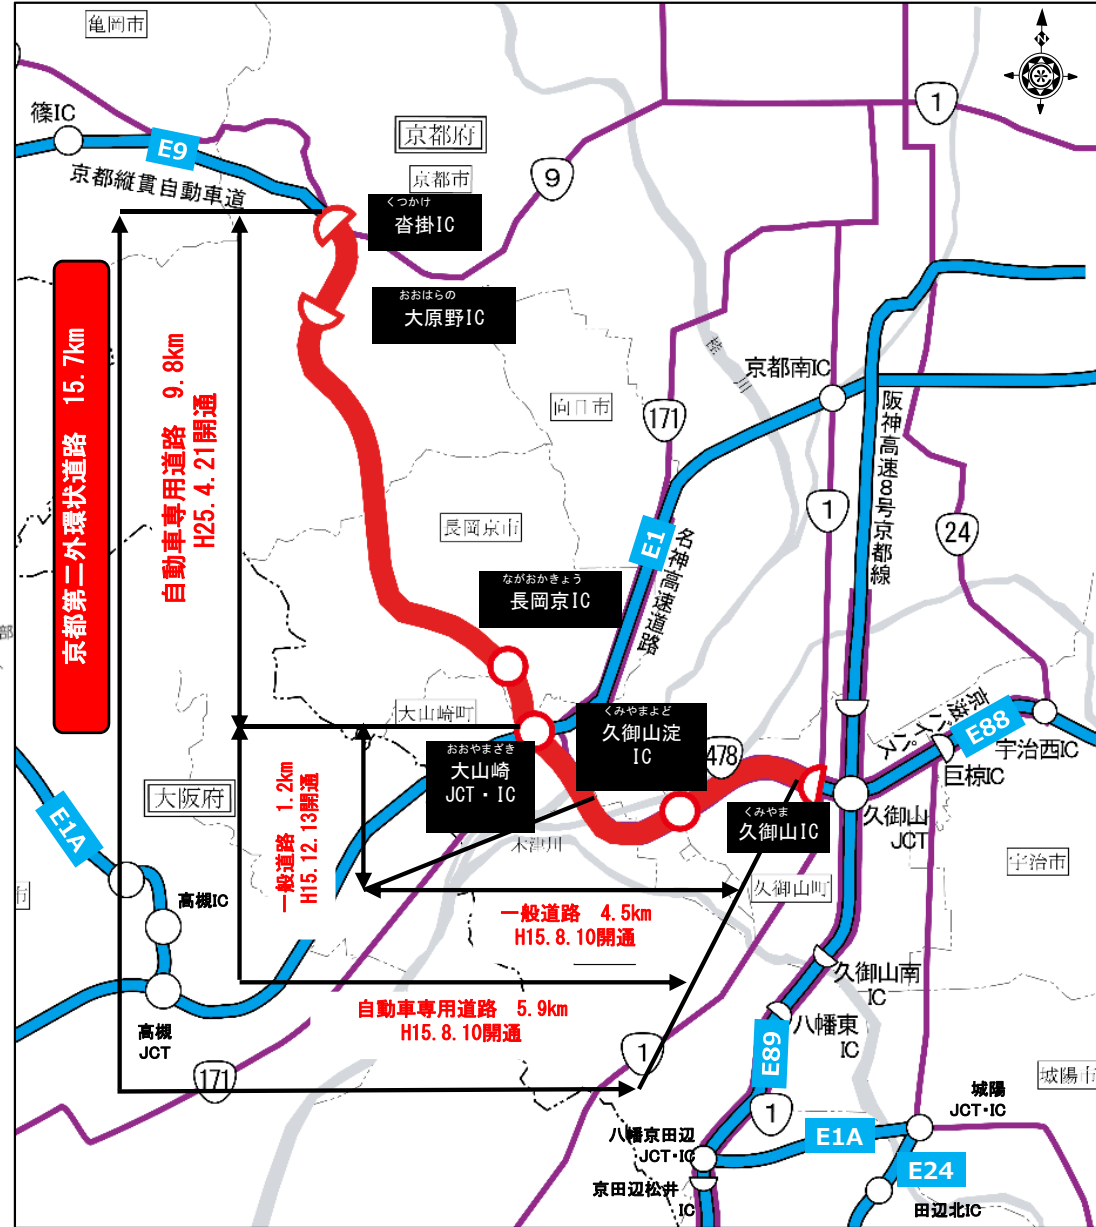 亀岡市
N
1
篠IC
E9
京都縦貫自動車道
京都府
京都市
9
くつかけ
沓掛IC
おおはらの
大原野IC
京都第二外環状道路 15.7km
自動車専用道路 9.8km
H25.4.21開通
桂川
京都南IC
向日市
171
阪神高速8号京都線
1
24
長岡京市
E1
名神高速道路
ながおかきょう
長岡京IC
部
大山崎町
くみやまよど
久御山淀
IC
478
おおやまざき
大山崎
JCT・IC
京滋バイパス
E88
宇治西IC
巨椋IC
大阪府
E1A
一般道路 1.2km
H15.12.13開通
くみやま
久御山IC
久御山
JCT
木津川
宇治市
市
高槻IC
久御山町
一般道路 4.5km
H15.8.10開通
久御山南
IC
自動車専用道路 5.9km
H15.8.10開通
高槻
JCT
八幡東
IC
E89
1
171
城陽市
1
城陽
JCT・IC
八幡京田辺
JCT・IC
E1A
京田辺松井
IC
E24
田辺北IC